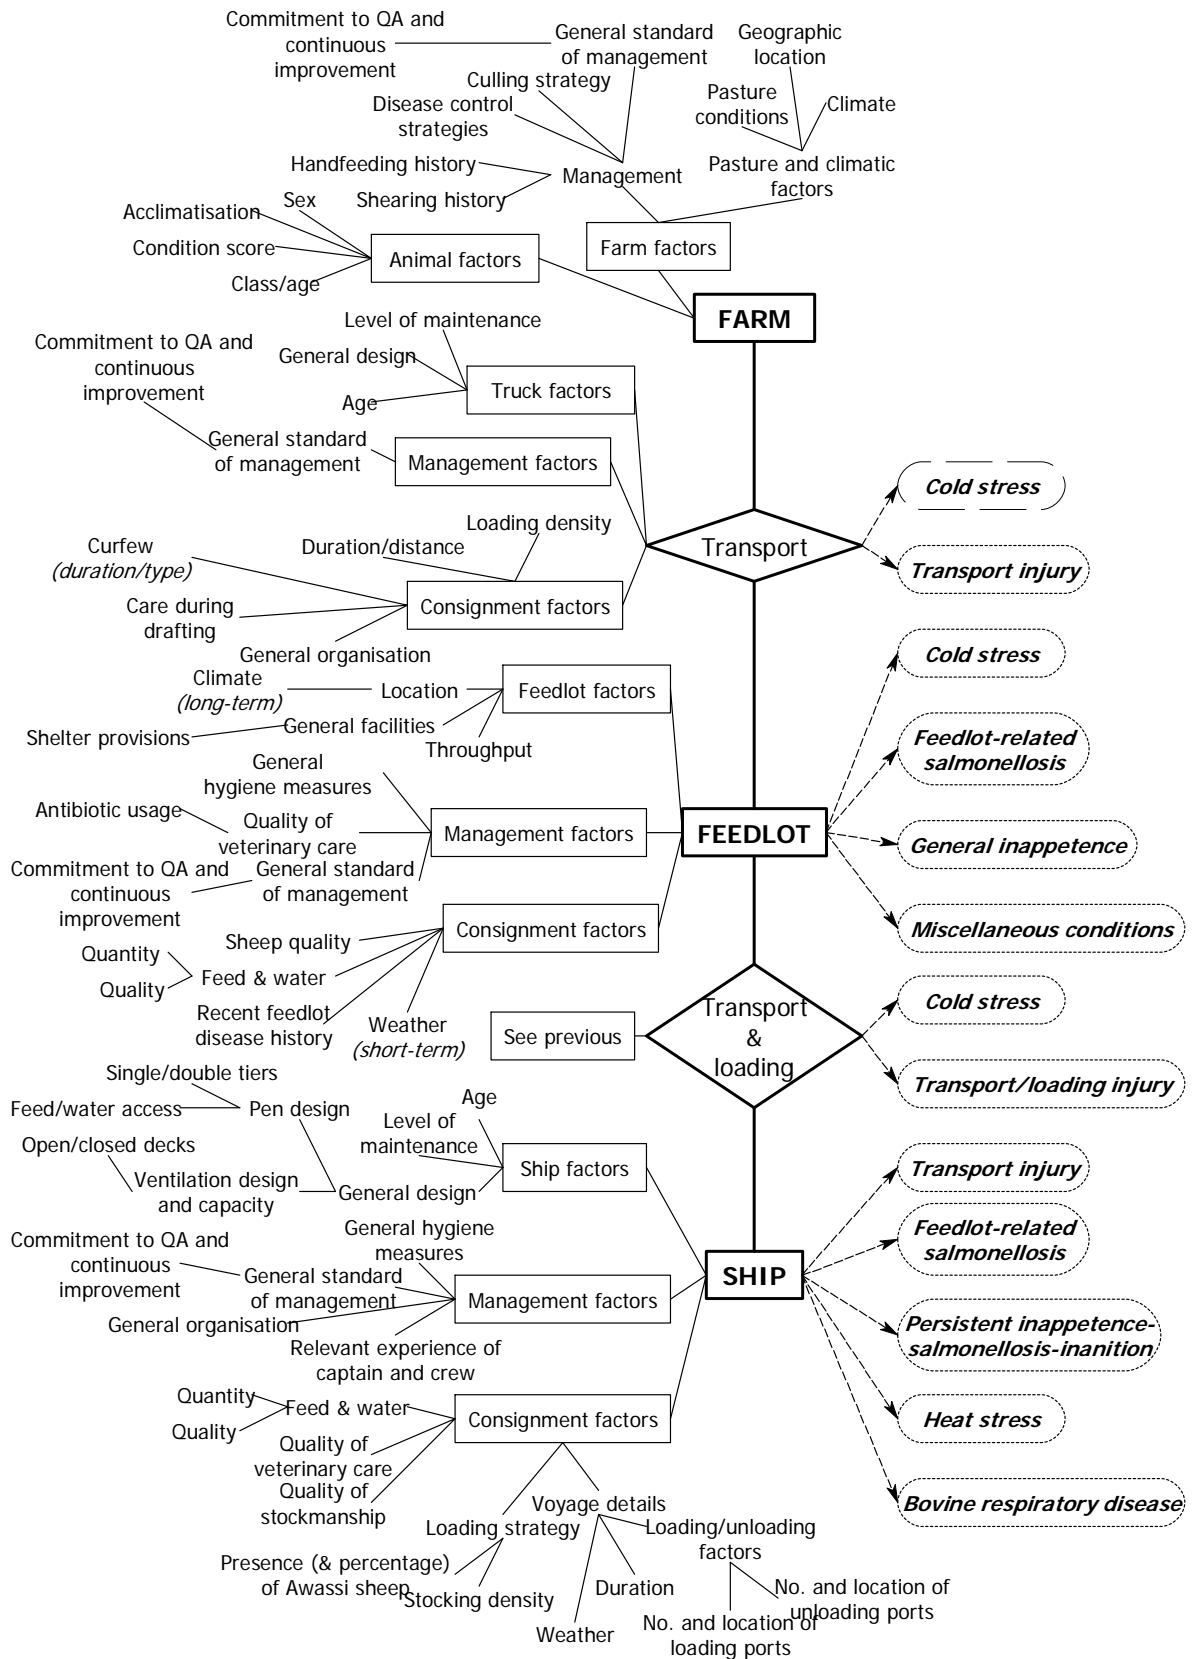 Commitment to QA and
continuous
improvement
General standard
of management
Geographic
location
Culling strategy
Disease control
strategies
Pasture
conditions
Climate
Handfeeding history
Management
Pasture and climatic
factors
Shearing history
Sex
Acclimatisation
Condition score
Class/age
Animal factors
Farm factors
FARM
Level of maintenance
Commitment to QA and
continuous
improvement
General design
Age
Truck factors
General standard
of management
Management factors
Cold stress
Loading density
Duration/distance
Curfew
(duration/type)
Transport
Transport injury
Care during
drafting
Consignment factors
General organisation
Cold stress
Climate
(long-term)
Location
Feedlot factors
Shelter provisions
General facilities
Throughput
Feedlot-related
salmonellosis
General
hygiene measures
Antibiotic usage
Quality of
veterinary care
Management factors
FEEDLOT
General inappetence
Commitment to QA and
continuous
improvement
General standard
of management
Consignment factors
Miscellaneous conditions
Sheep quality
Quantity
Quality
Feed & water
Recent feedlot
disease history
Weather
(short-term)
See previous
Transport
&
loading
Cold stress
Transport/loading injury
Single/double tiers
Feed/water access
Pen design
Age
Level of
maintenance
Open/closed decks
Ventilation design
and capacity
General design
Ship factors
Transport injury
General hygiene
measures
Commitment to QA and
continuous
improvement
General standard
of management
General organisation
Management factors
SHIP
Feedlot-related
salmonellosis
Relevant experience of
captain and crew
Persistent inappetence-
salmonellosis-inanition
Quantity
Quality
Feed & water
Consignment factors
Heat stress
Quality of
veterinary care
Quality of
stockmanship
Bovine respiratory disease
Voyage details
Loading strategy
Loading/unloading
factors
Presence (& percentage)
of Awassi sheep
Stocking density
Duration
No. and location of
unloading ports
Weather
No. and location of
loading ports